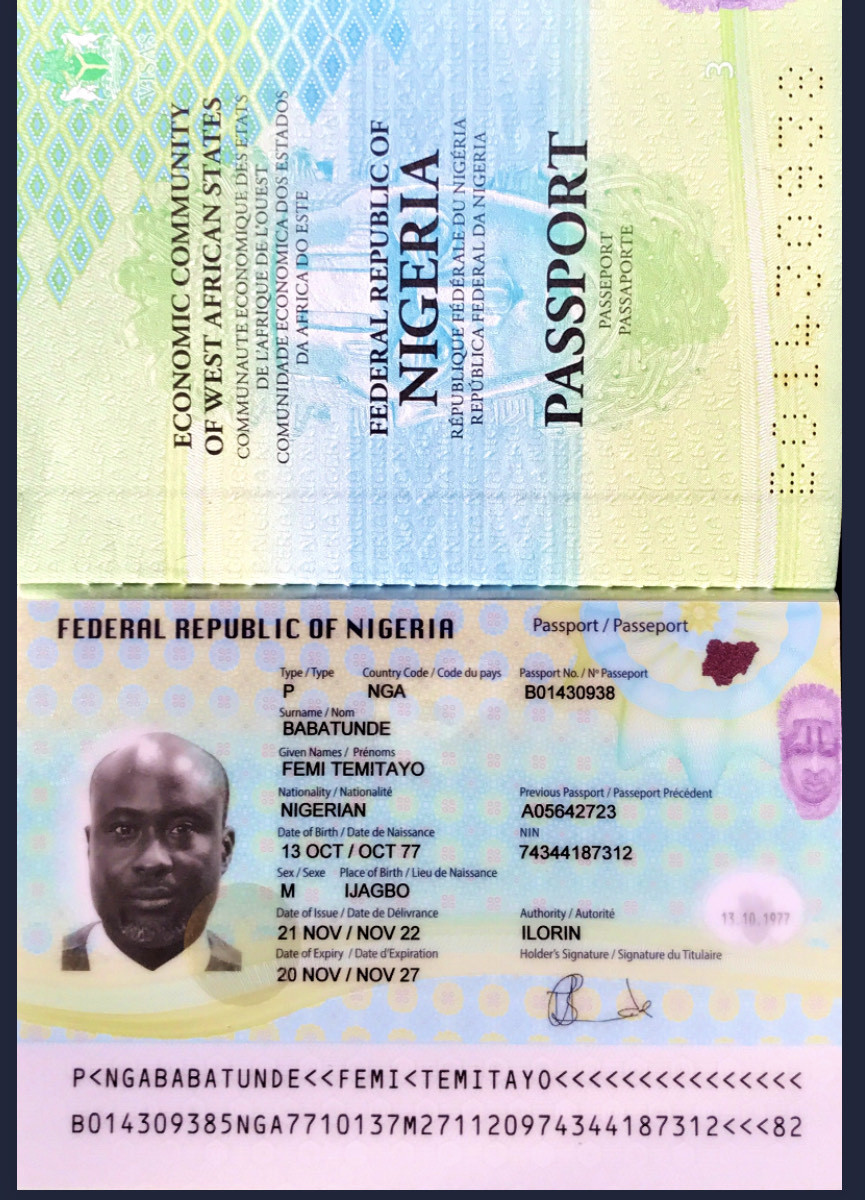 VISAS
3
ECONOMIC COMMUNITY
OF WEST AFRICAN STATES
COMMUNAUTE ECONOMIQUE DES ETATS
DE L'AFRIQUE DE L'OUEST
COMUNIDADE ECONOMICA DOS ESTADOS
DA AFRICA DO ESTE
FEDERAL REPUBLIC OF
NIGERIA
RÉPUBLIQUE FÉDÉRALE DU NIGÉRIA
REPÚBLICA FEDERAL DA NIGERIA
PASSPORT
PASSEPORT
PASSAPORTE
B01430938
FEDERAL REPUBLIC OF NIGERIA
Passport / Passeport
Type / Type Country Code / Code du pays Passport No. / Nº Passeport
P NGA B01430938
Surname / Nom
BABATUNDE
Given Names / Prénoms
FEMI TEMITAYO
Nationality / Nationalité Previous Passport / Passeport Précédent
NIGERIAN A05642723
Date of Birth / Date de Naissance NIN
13 OCT / OCT 77 74344187312
Sex / Sexe Place of Birth / Lieu de Naissance
M IJAGBO
Date of Issue / Date de Délivrance Authority / Autorité
21 NOV / NOV 22 ILORIN
13.10.1977
Date of Expiry / Date d'Expiration Holder's Signature / Signature du Titulaire
20 NOV / NOV 27
P<NGABABATUNDE<<FEMI<TEMITAYO<<<<<<<<<<<<<<<
B014309385NGA7710137M271120974344187312<<<82